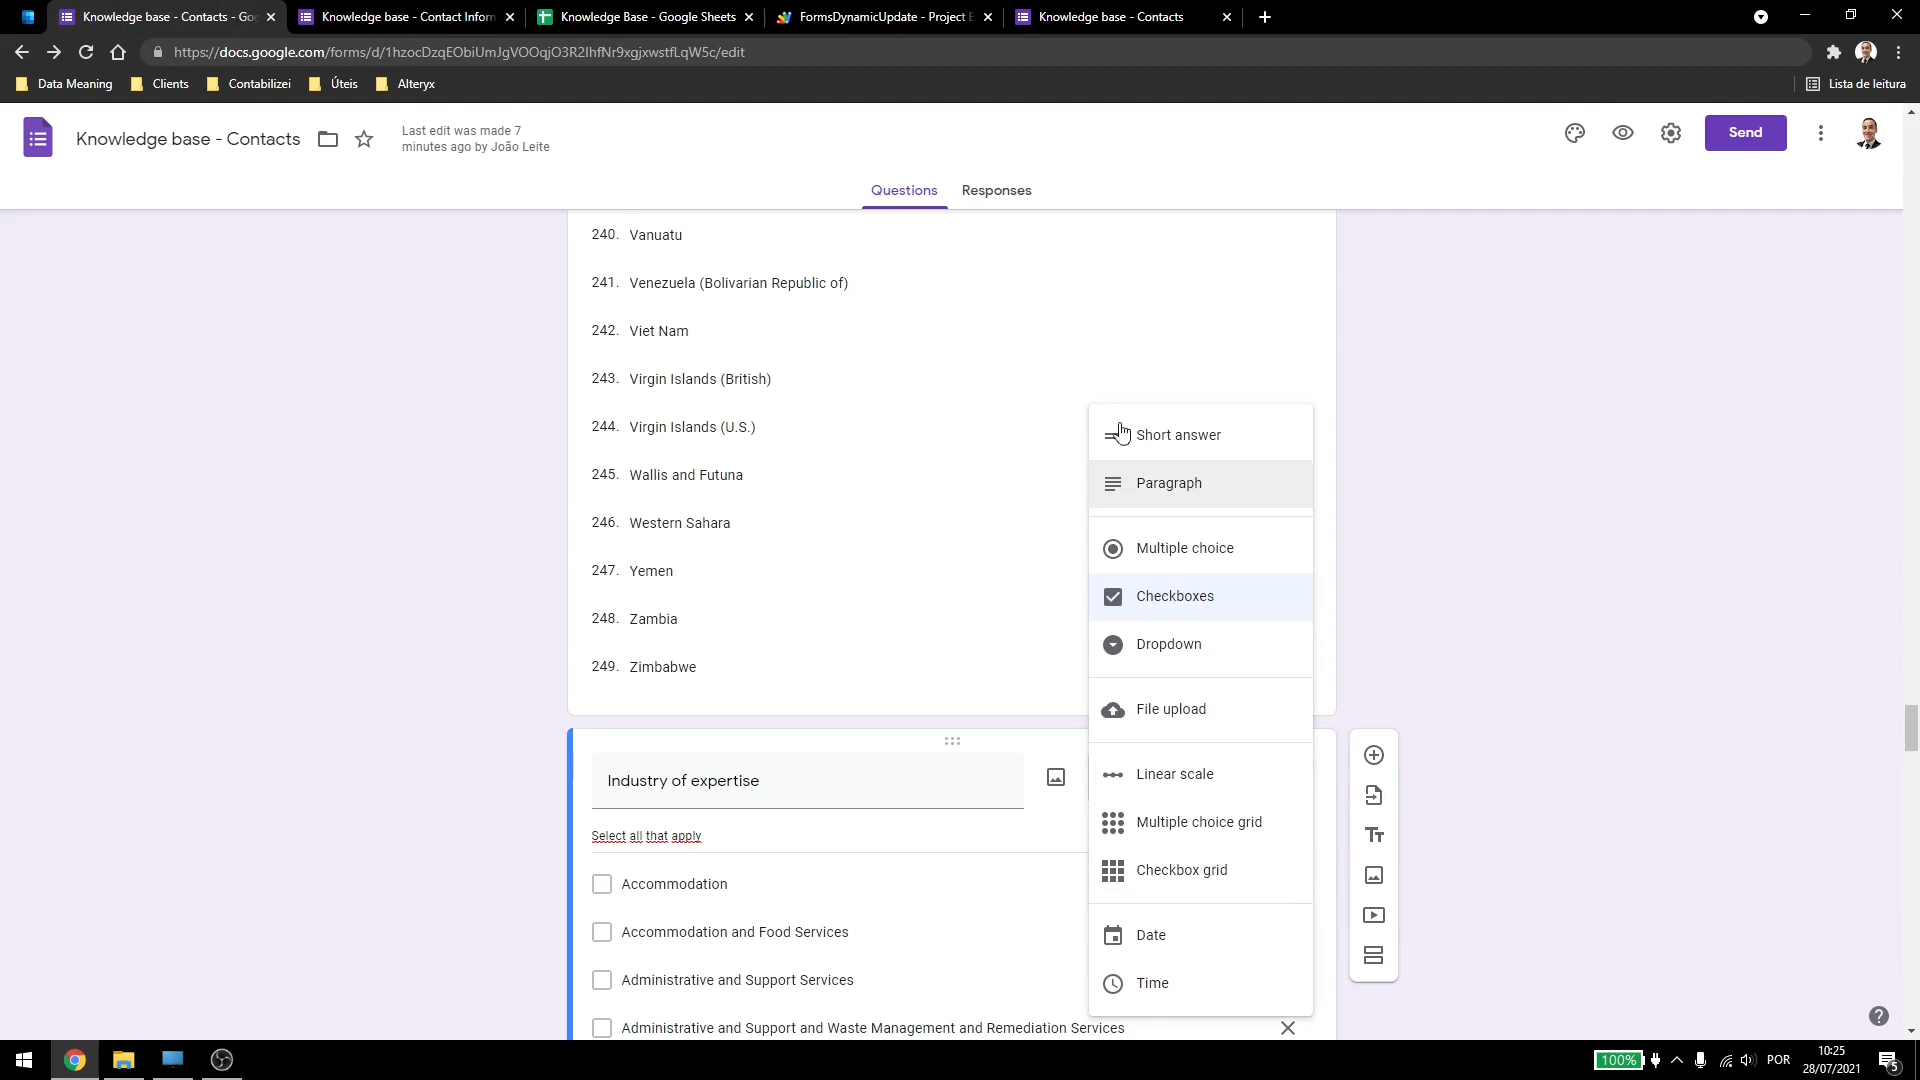 Knowledge base - Contacts - Goo
Knowledge base - Contact Inform
Knowledge Base - Google Sheets
FormsDynamicUpdate - Project E
Knowledge base - Contacts
https://docs.google.com/forms/d/1hzocDzqEObiUmJgVOOqjO3R2lhfNr9xgjxwstfLqW5c/edit
Data Meaning
Clients
Contabilizei
Úteis
Alteryx
Lista de leitura
Knowledge base - Contacts
Last edit was made 7
minutes ago by João Leite
Send
Questions
Responses
240. Vanuatu
241. Venezuela (Bolivarian Republic of)
242. Viet Nam
243. Virgin Islands (British)
244. Virgin Islands (U.S.)
245. Wallis and Futuna
246. Western Sahara
247. Yemen
248. Zambia
249. Zimbabwe
Short answer
Paragraph
Multiple choice
Checkboxes
Dropdown
File upload
Linear scale
Multiple choice grid
Checkbox grid
Date
Time
Industry of expertise
Select all that apply
Accommodation
Accommodation and Food Services
Administrative and Support Services
Administrative and Support and Waste Management and Remediation Services
100%
POR
10:25
28/07/2021
5